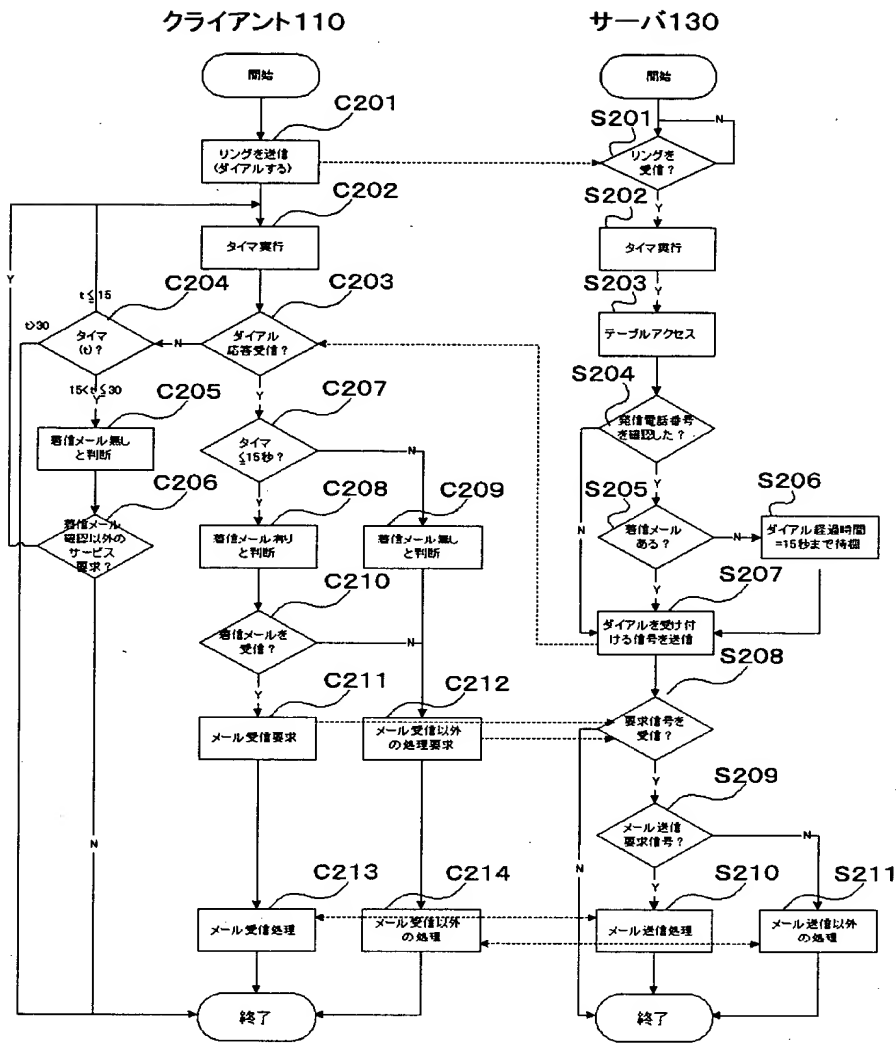 クライアント110
サーバ130
開始
C201
リングを送信
(ダイアルする)
C202
タイマ実行
C203
ダイアル
応答受信?
N
Y
C204
タイマ
(t)?
t≦15
t>30
15<t≦30
Y
Y
C205
着信メール無し
と判断
C206
着信メール
確認以外の
サービス
要求?
N
C207
タイマ
≦15秒?
N
Y
C208
着信メール有り
と判断
C209
着信メール無し
と判断
C210
着信メールを
受信?
N
Y
C211
メール受信要求
C212
メール受信以外
の処理要求
C213
メール受信処理
C214
メール受信以外
の処理
終了
開始
S201
N
リングを
受信?
Y
S202
タイマ実行
Y
S203
テーブルアクセス
S204
発信電話番号
を確認した?
N
Y
S205
着信メール
ある?
N
Y
S206
ダイアル経過時間
=15秒まで待機
S207
ダイアルを受け付
ける信号を送信
S208
要求信号を
受信?
N
Y
S209
メール送信
要求信号?
N
Y
S210
メール送信処理
S211
メール送信以外
の処理
終了